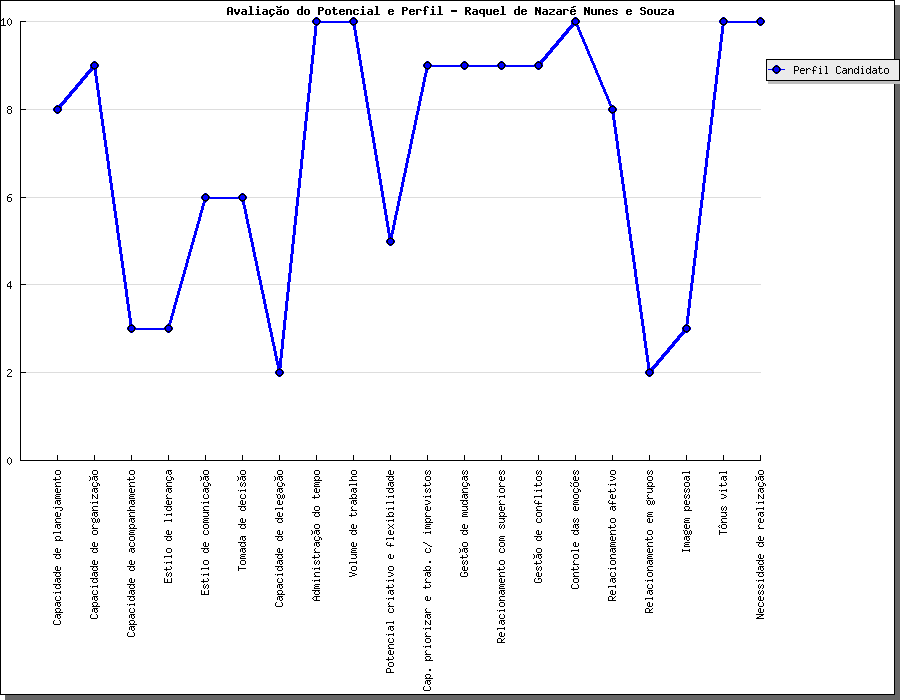 Avaliação do Potencial e Perfil - Raquel de Nazaré Nunes e Souza
Perfil Candidato
10
8
6
4
2
0
Capacidade de planejamento
Capacidade de organização
Capacidade de acompanhamento
Estilo de liderança
Estilo de comunicação
Tomada de decisão
Capacidade de delegação
Administração do tempo
Volume de trabalho
Potencial criativo e flexibilidade
Cap. priorizar e trab. c/ imprevistos
Gestão de mudanças
Relacionamento com superiores
Gestão de conflitos
Controle das emoções
Relacionamento afetivo
Relacionamento em grupos
Imagem pessoal
Tônus vital
Necessidade de realização